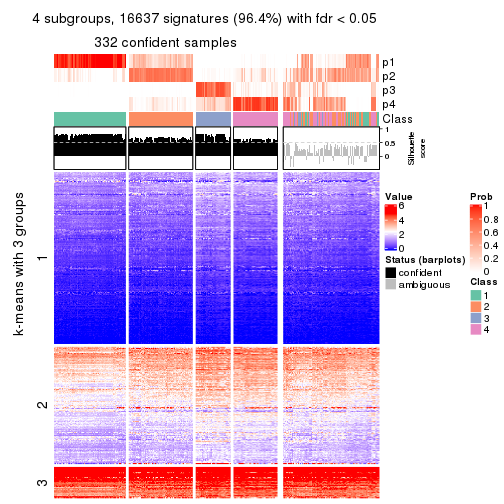 4 subgroups, 16637 signatures (96.4%) with fdr < 0.05
332 confident samples
p1
p2
p3
p4
Class
1
0.5
0
Silhouette
score
k-means with 3 groups
1
2
3
Value
6
4
2
0
Status (barplots)
confident
ambiguous
Prob
1
0.8
0.6
0.4
0.2
0
Class
1
2
3
4